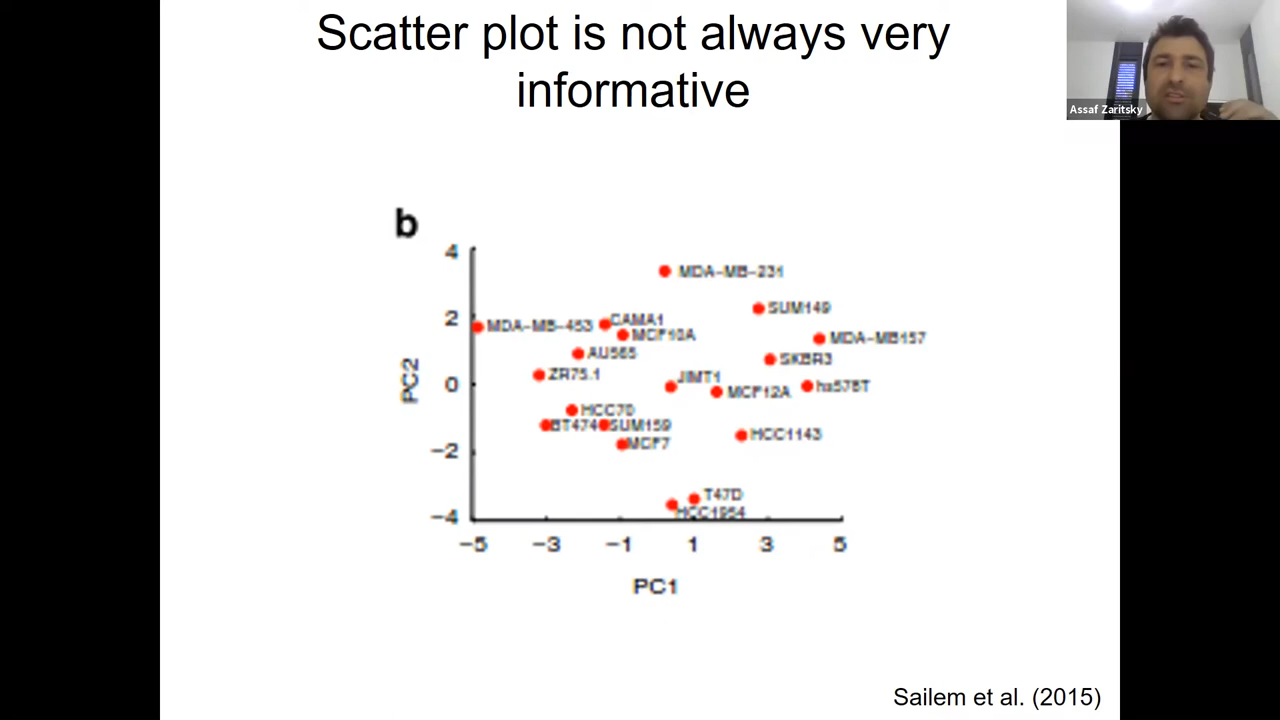 Scatter plot is not always very
informative
Assaf Zaritsky
b
4
MDA-MB-231
SUM149
2
CAMA1
MDA-MB-453
MCF10A
MDA-MB157
AU565
SKBR3
ZR75.1
JIMT1
0
MCF12A
hs578T
PC2
HCC70
BT474
SUM159
HCC1143
MCF7
-2
T47D
HCC1954
-4
-5 -3 -1 1 3 5
PC1
Sailem et al. (2015)